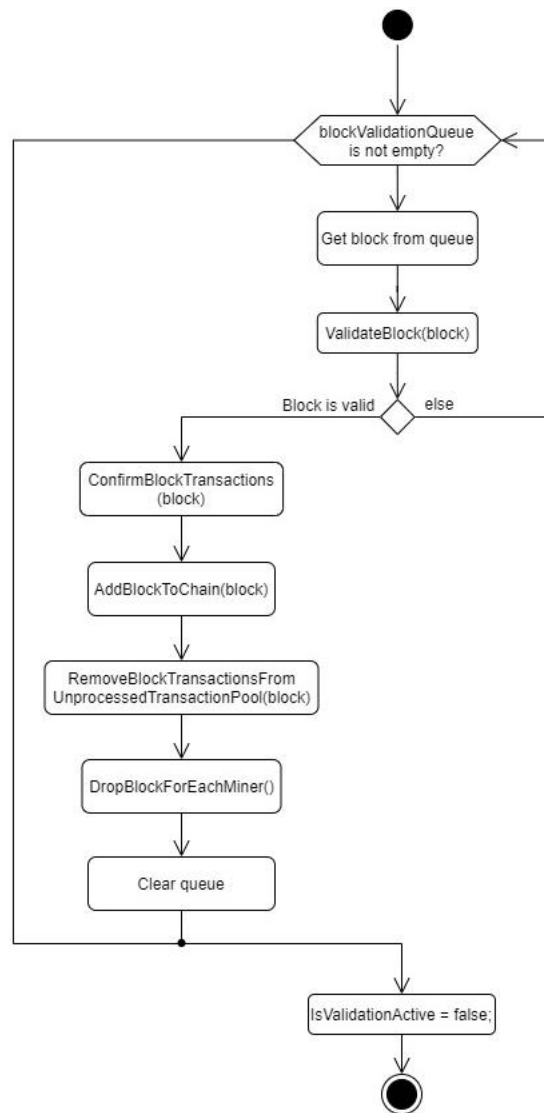 blockValidationQueue
is not empty?
Get block from queue
ValidateBlock(block)
Block is valid
else
ConfirmBlockTransactions
(block)
AddBlockToChain(block)
RemoveBlockTransactionsFrom
UnprocessedTransactionPool(block)
DropBlockForEachMiner()
Clear queue
IsValidationActive = false;